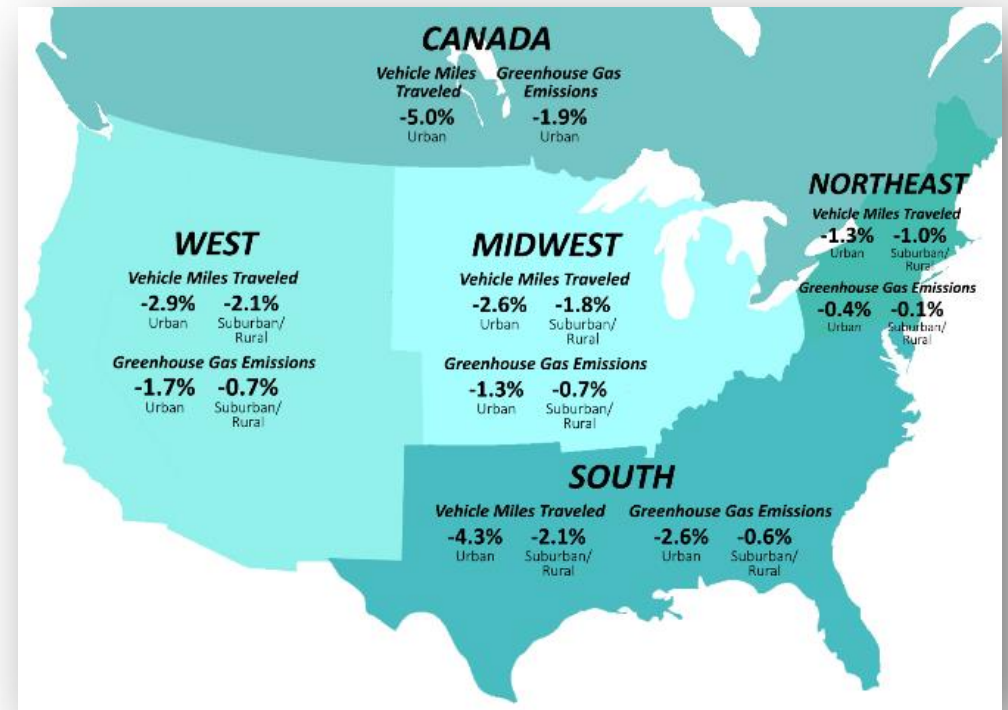 CANADA
Vehicle Miles Greenhouse Gas
Traveled Emissions
-5.0% -1.9%
Urban Urban
NORTHEAST
Vehicle Miles Traveled
-1.3% -1.0%
Urban Suburban/
Rural
Greenhouse Gas Emissions
-0.4% -0.1%
Urban Suburban/
Rural
WEST
Vehicle Miles Traveled
-2.9% -2.1%
Urban Suburban/
Rural
Greenhouse Gas Emissions
-1.7% -0.7%
Urban Suburban/
Rural
MIDWEST
Vehicle Miles Traveled
-2.6% -1.8%
Urban Suburban/
Rural
Greenhouse Gas Emissions
-1.3% -0.7%
Urban Suburban/
Rural
SOUTH
Vehicle Miles Traveled Greenhouse Gas Emissions
-4.3% -2.1% -2.6% -0.6%
Urban Suburban/ Urban Suburban/
Rural Rural